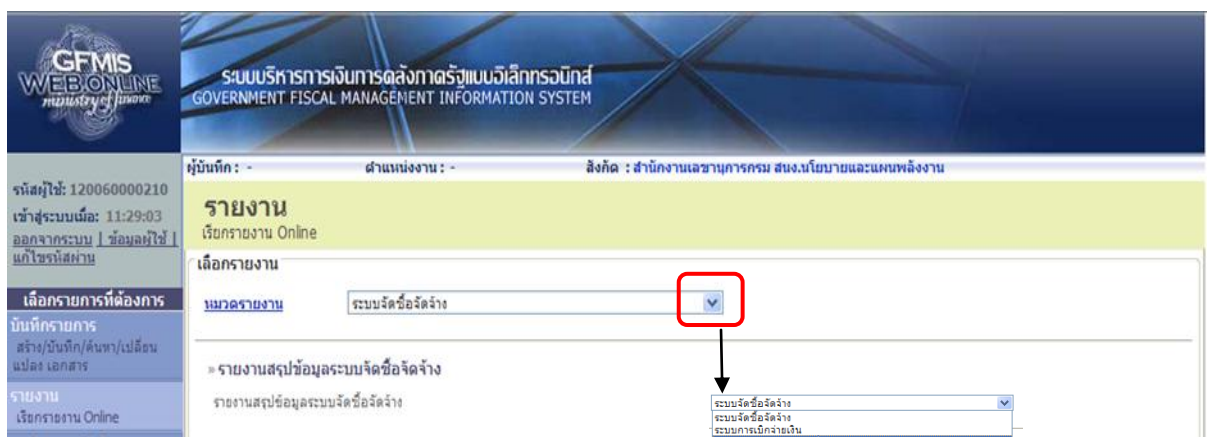 GFMIS
WEB ONLINE
ministry of finance
ระบบบริหารการเงินการคลังภาครัฐแบบอิเล็กทรอนิกส์
GOVERNMENT FISCAL MANAGEMENT INFORMATION SYSTEM
ผู้บันทึก : - ตำแหน่งงาน : - สังกัด : สำนักงานเลขานุการกรม สนง.นโยบายและแผนพลังงาน
รหัสผู้ใช้: 120060000210
เข้าสู่ระบบเมื่อ: 11:29:03
ออกจากระบบ | ข้อมูลผู้ใช้ |
แก้ไขรหัสผ่าน
รายงาน
เรียกรายงาน Online
เลือกรายงาน
หมวดรายงาน ระบบจัดซื้อจัดจ้าง
เลือกรายการที่ต้องการ
บันทึกรายการ
สร้าง/บันทึก/ค้นหา/เปลี่ยน
แปลง เอกสาร
รายงาน
เรียกรายงาน Online
» รายงานสรุปข้อมูลระบบจัดซื้อจัดจ้าง
รายงานสรุปข้อมูลระบบจัดซื้อจัดจ้าง
ระบบจัดซื้อจัดจ้าง
ระบบจัดซื้อจัดจ้าง
ระบบการเบิกจ่ายเงิน